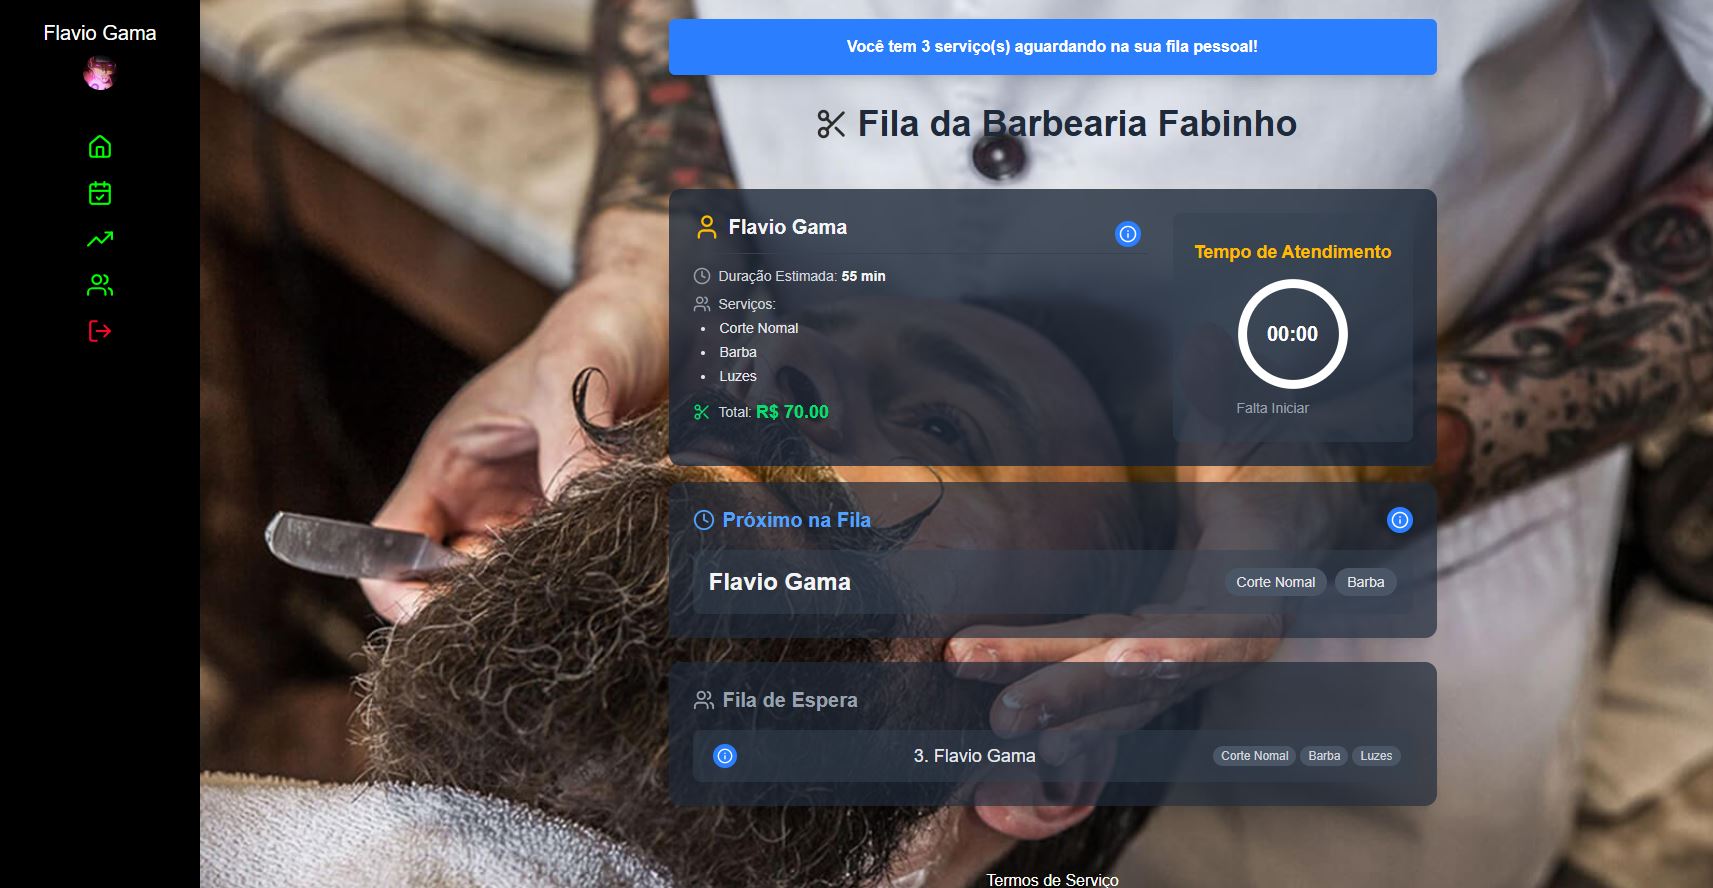 Flavio Gama
Você tem 3 serviço(s) aguardando na sua fila pessoal!
Fila da Barbearia Fabinho
Flavio Gama
Duração Estimada: 55 min
Serviços:
• Corte Nomal
• Barba
• Luzes
Total: R$ 70.00
Tempo de Atendimento
00:00
Falta Iniciar
Próximo na Fila
Flavio Gama
Corte Nomal Barba
Fila de Espera
3. Flavio Gama
Corte Nomal Barba Luzes
Termos de Serviço